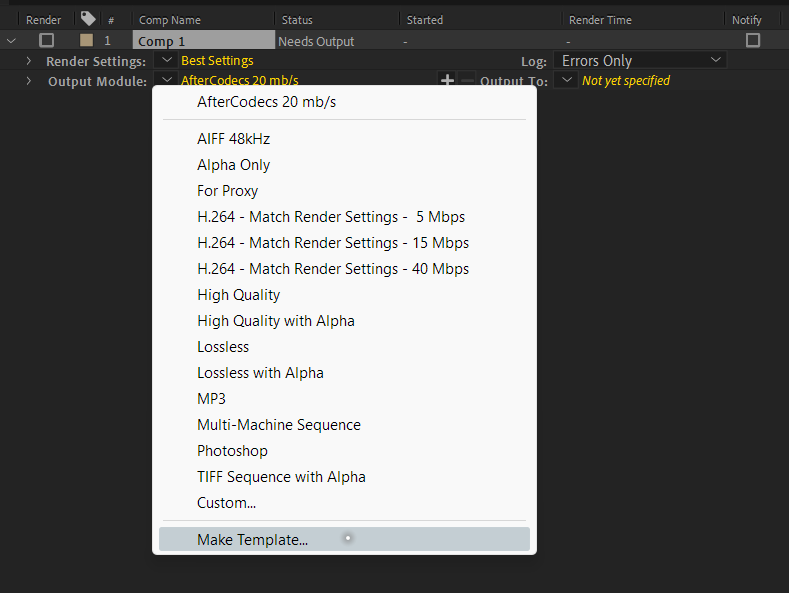 Render # Comp Name Status Started Render Time Notify
1 Comp 1 Needs Output - -
Render Settings: Best Settings Log: Errors Only
Output Module: AfterCodecs 20 mb/s Output To: Not yet specified
AfterCodecs 20 mb/s
AIFF 48kHz
Alpha Only
For Proxy
H.264 - Match Render Settings - 5 Mbps
H.264 - Match Render Settings - 15 Mbps
H.264 - Match Render Settings - 40 Mbps
High Quality
High Quality with Alpha
Lossless
Lossless with Alpha
MP3
Multi-Machine Sequence
Photoshop
TIFF Sequence with Alpha
Custom...
Make Template...